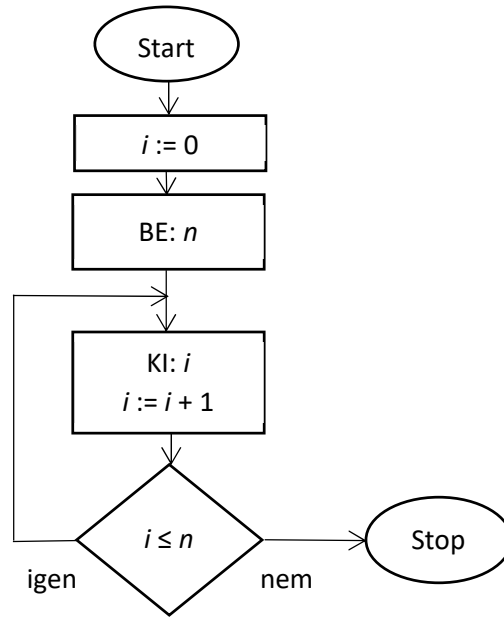 Start
i := 0
BE: n
KI: i
i := i + 1
i ≤ n
Stop
igen
nem